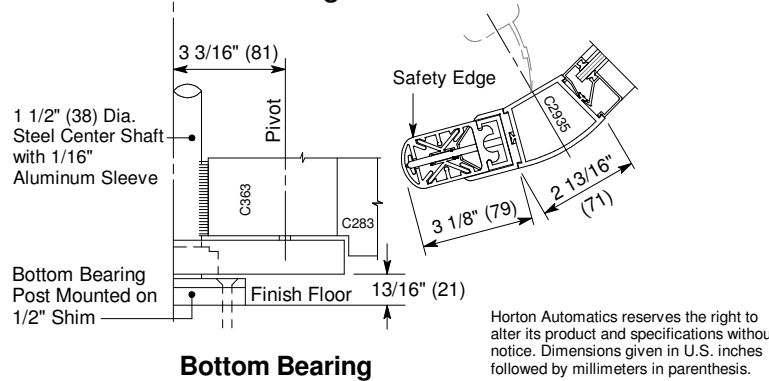 3 3/16" (81)
1 1/2" (38) Dia.
Steel Center Shaft
with 1/16"
Aluminum Sleeve
Pivot
C363
C283
Bottom Bearing
Post Mounted on
1/2" Shim
Finish Floor
13/16" (21)
Bottom Bearing
Safety Edge
C2935
3 1/8" (79)
2 13/16"
(71)
Horton Automatics reserves the right to
alter its product and specifications withou
notice. Dimensions given in U.S. inches
followed by millimeters in parenthesis.